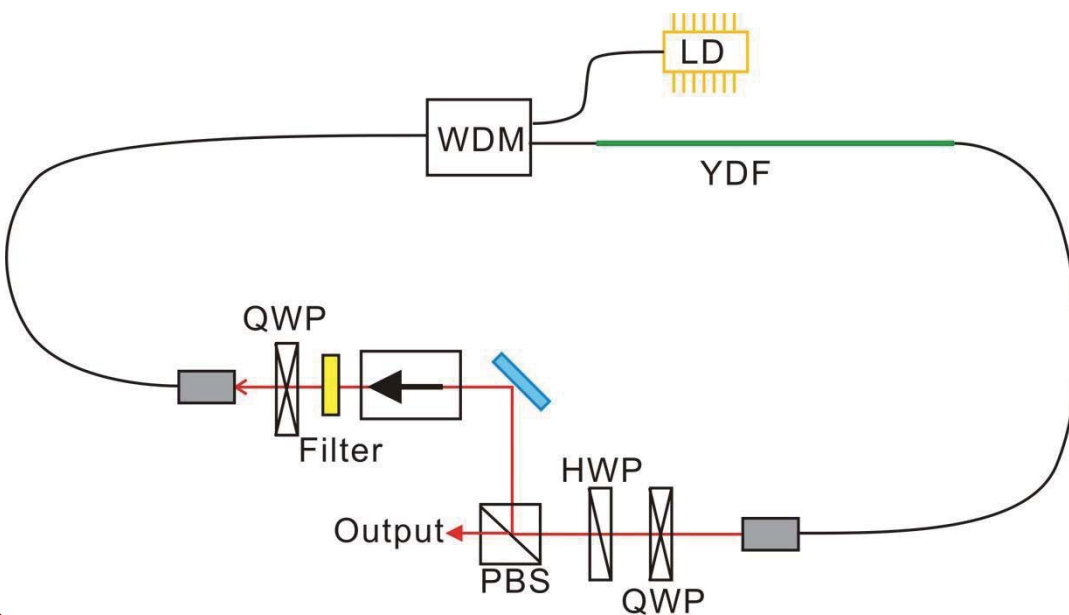 LD
WDM
YDF
QWP
Filter
HWP
Output
PBS
QWP